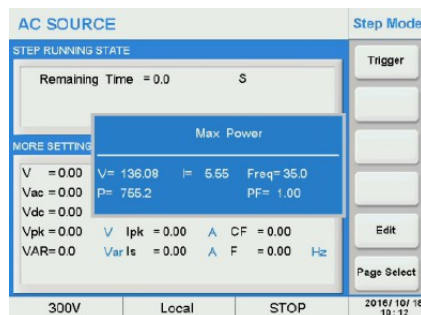 AC SOURCE
Step Mode
STEP RUNNING STATE
Trigger
Remaining Time = 0.0 S
Max Power
MORE SETTING
V = 0.00 V= 136.09 I= 5.55 Freq= 35.0
Vac = 0.00 P= 755.2 PF= 1.00
Vdc = 0.00
Vpk = 0.00 V Ipk = 0.00 A CF = 0.00
Edit
VAR= 0.0 Var Is = 0.00 A F = 0.00 Hz
Page Select
300V Local STOP 2016/10/18
10:12